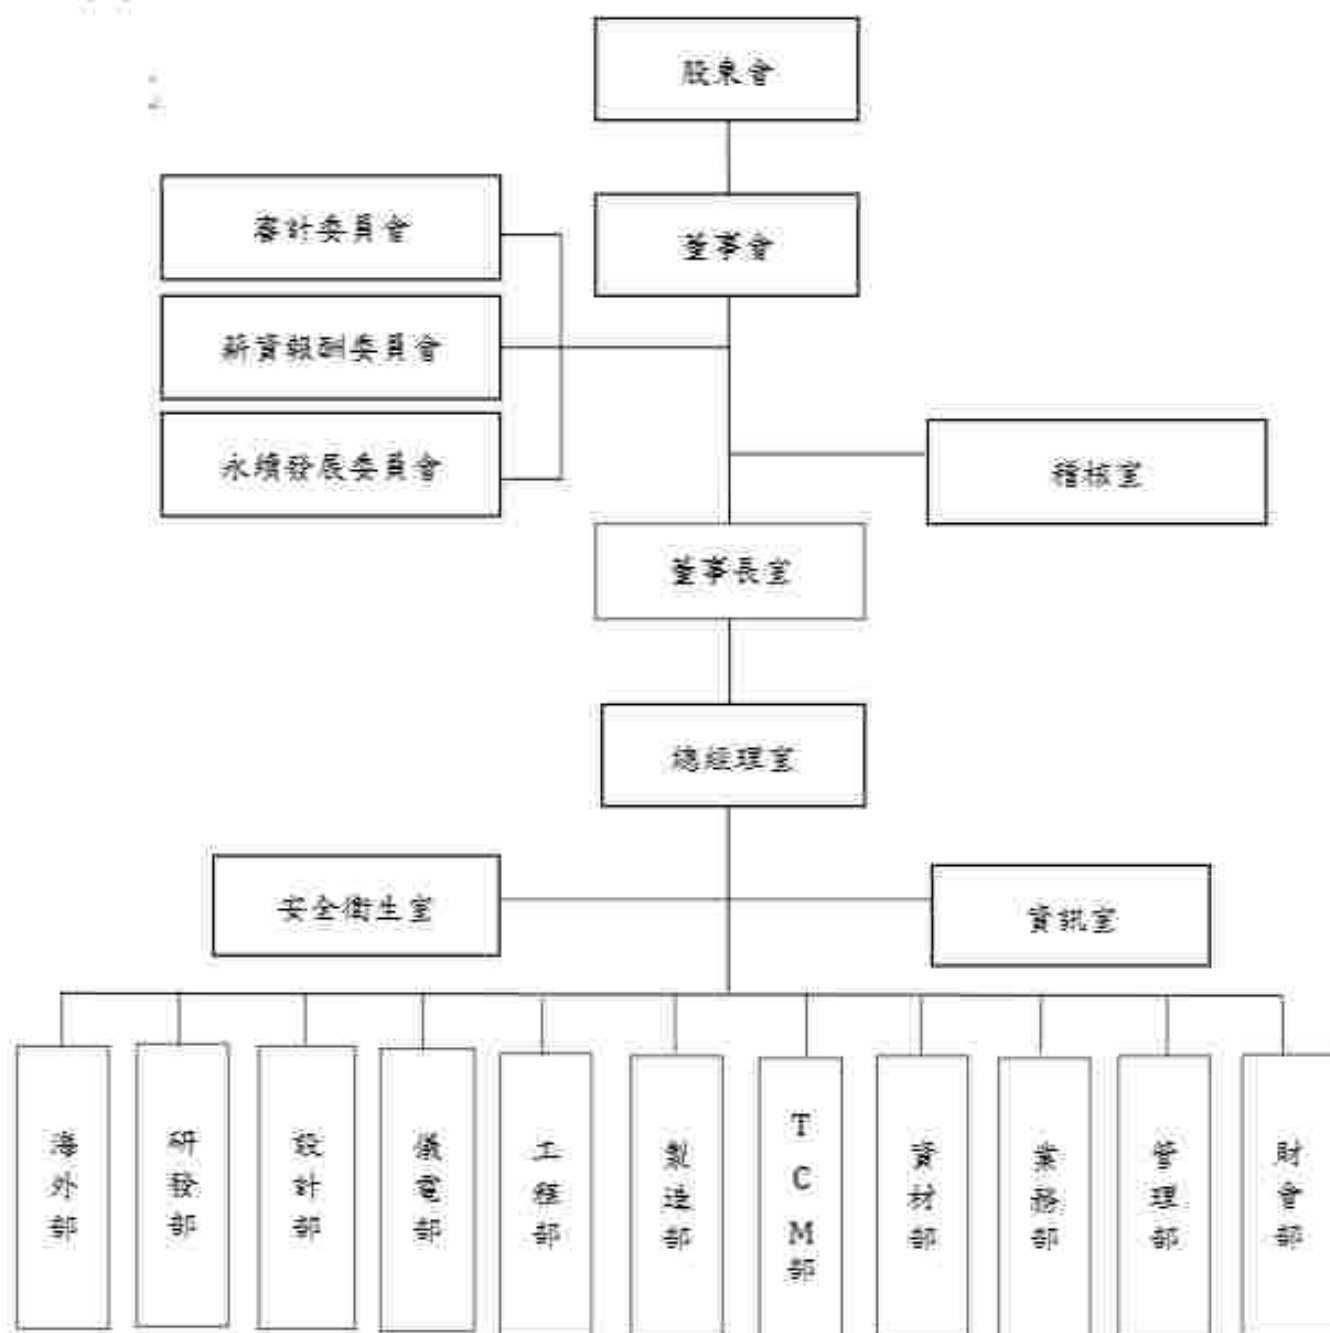 股東會
董事會
審計委員會
薪資報酬委員會
永續發展委員會
稽核室
董事長室
總經理室
安全衛生室
資訊室
海外部
研發部
設計部
儀電部
工程部
製造部
TCM部
資材部
業務部
管理部
財會部